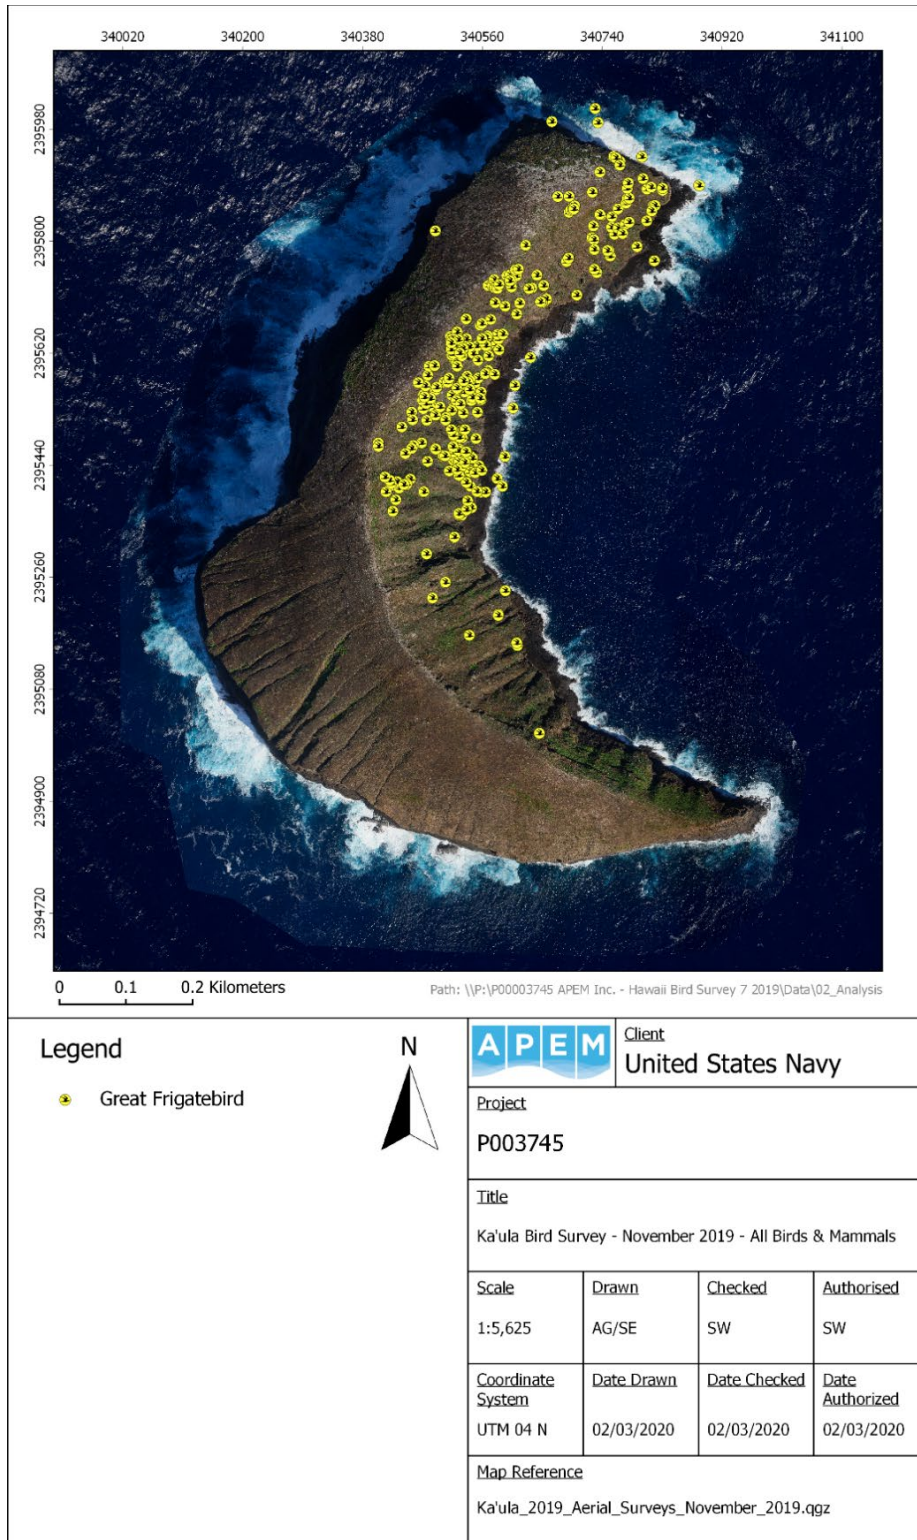 340020 340200 340380 340560 340740 340920 341100
2395980
2395800
2395620
2395440
2395260
2395080
2394900
2394720
0 0.1 0.2 Kilometers
Path: \\P:\P00003745 APEM Inc. - Hawaii Bird Survey 7 2019\Data\02_Analysis
Legend
N
Great Frigatebird
APEM
Client
United States Navy
Project
P003745
Title
Ka'ula Bird Survey - November 2019 - All Birds & Mammals
Scale Drawn Checked Authorised
1:5,625 AG/SE SW SW
Coordinate Date Drawn Date Checked Date
System Authorized
UTM 04 N 02/03/2020 02/03/2020 02/03/2020
Map Reference
Ka'ula_2019_Aerial_Surveys_November_2019.qgz